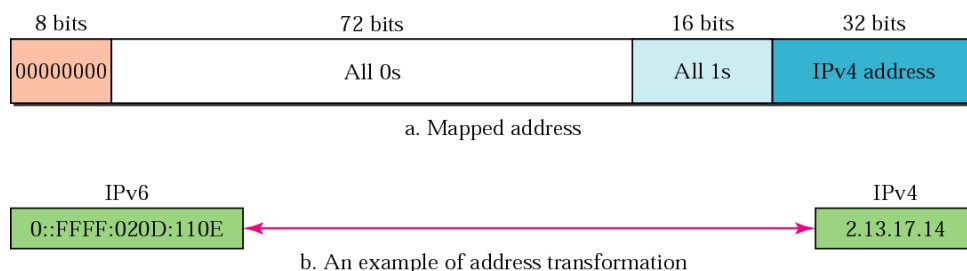 8 bits 72 bits 16 bits 32 bits
00000000 All 0s All 1s IPv4 address
a. Mapped address
IPv6 IPv4
0::FFFF:020D:110E 2.13.17.14
b. An example of address transformation